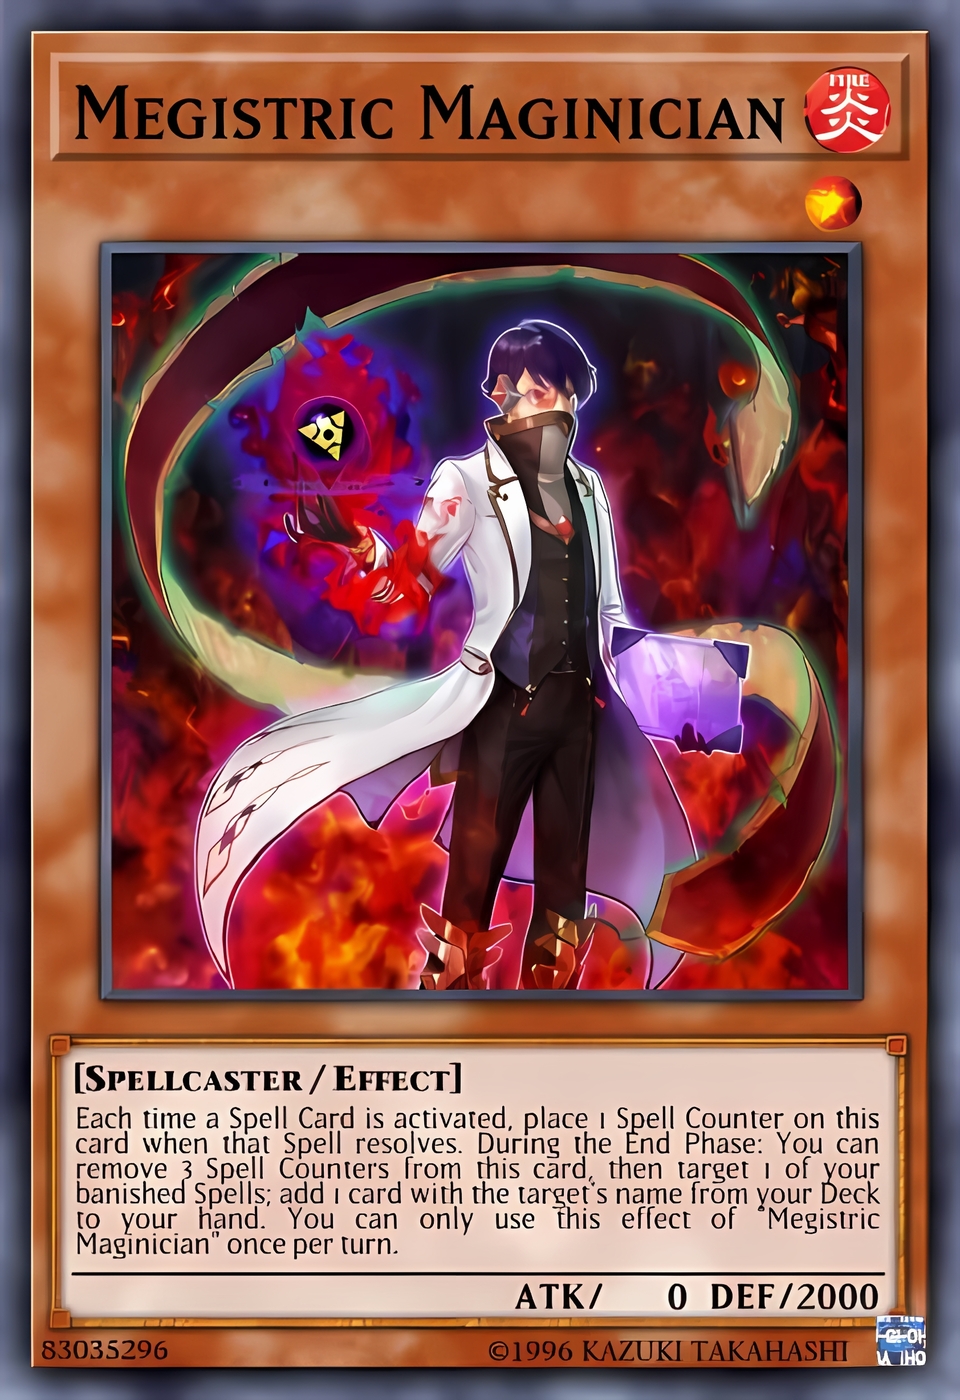 MEGISTRIC MAGINICIAN
炎
[SPELLCASTER / EFFECT]
Each time a Spell Card is activated, place 1 Spell Counter on this
card when that Spell resolves. During the End Phase: You can
remove 3 Spell Counters from this card, then target 1 of your
banished Spells; add 1 card with the target's name from your Deck
to your hand. You can only use this effect of "Megistric
Maginician" once per turn.
ATK/ 0 DEF/2000
83035296
©1996 KAZUKI TAKAHASHI